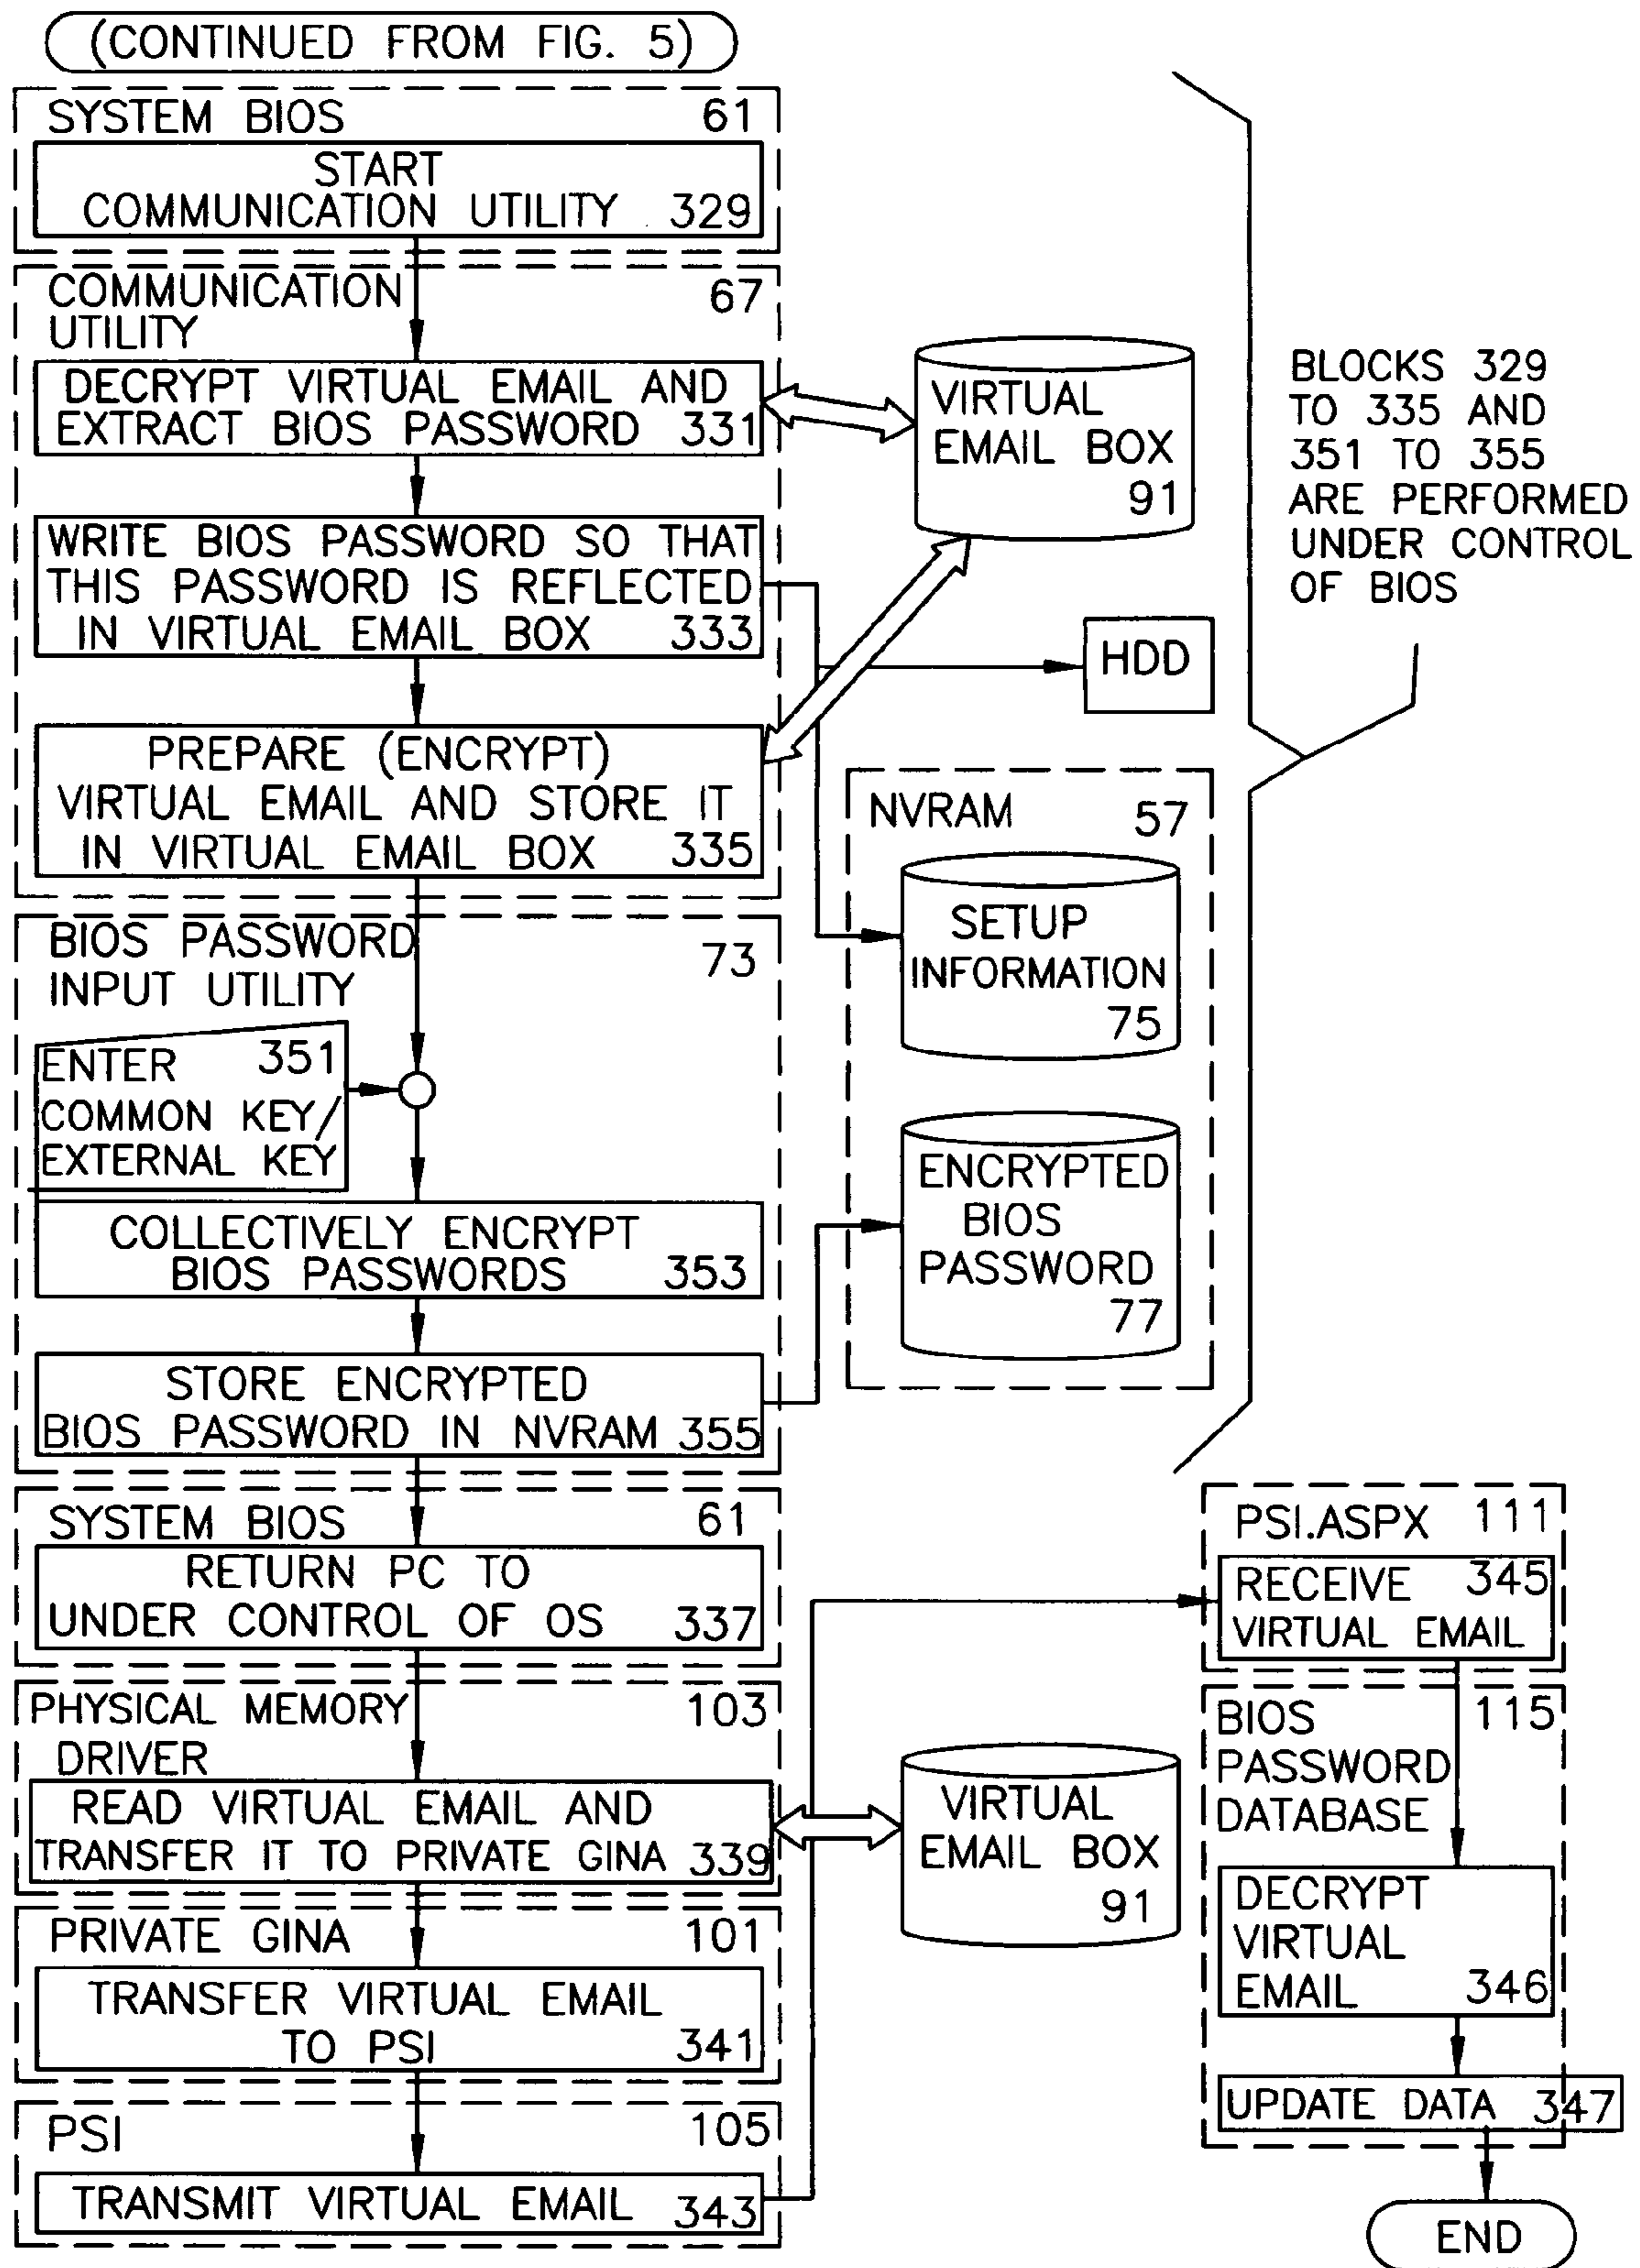 (CONTINUED FROM FIG. 5)
SYSTEM BIOS 61
START
COMMUNICATION UTILITY 329
COMMUNICATION 67
UTILITY
DECRYPT VIRTUAL EMAIL AND
EXTRACT BIOS PASSWORD 331
WRITE BIOS PASSWORD SO THAT
THIS PASSWORD IS REFLECTED
IN VIRTUAL EMAIL BOX 333
PREPARE (ENCRYPT)
VIRTUAL EMAIL AND STORE IT
IN VIRTUAL EMAIL BOX 335
BIOS PASSWORD 73
INPUT UTILITY
ENTER 351
COMMON KEY/
EXTERNAL KEY
COLLECTIVELY ENCRYPT
BIOS PASSWORDS 353
STORE ENCRYPTED
BIOS PASSWORD IN NVRAM 355
SYSTEM BIOS 61
RETURN PC TO
UNDER CONTROL OF OS 337
PHYSICAL MEMORY 103
DRIVER
READ VIRTUAL EMAIL AND
TRANSFER IT TO PRIVATE GINA 339
PRIVATE GINA 101
TRANSFER VIRTUAL EMAIL
TO PSI 341
PSI 105
TRANSMIT VIRTUAL EMAIL 343
VIRTUAL
EMAIL BOX
91
HDD
NVRAM 57
SETUP
INFORMATION
75
ENCRYPTED
BIOS
PASSWORD
77
VIRTUAL
EMAIL BOX
91
BLOCKS 329
TO 335 AND
351 TO 355
ARE PERFORMED
UNDER CONTROL
OF BIOS
PSI.ASPX 111
RECEIVE 345
VIRTUAL EMAIL
BIOS 115
PASSWORD
DATABASE
DECRYPT
VIRTUAL
EMAIL 346
UPDATE DATA 347
END